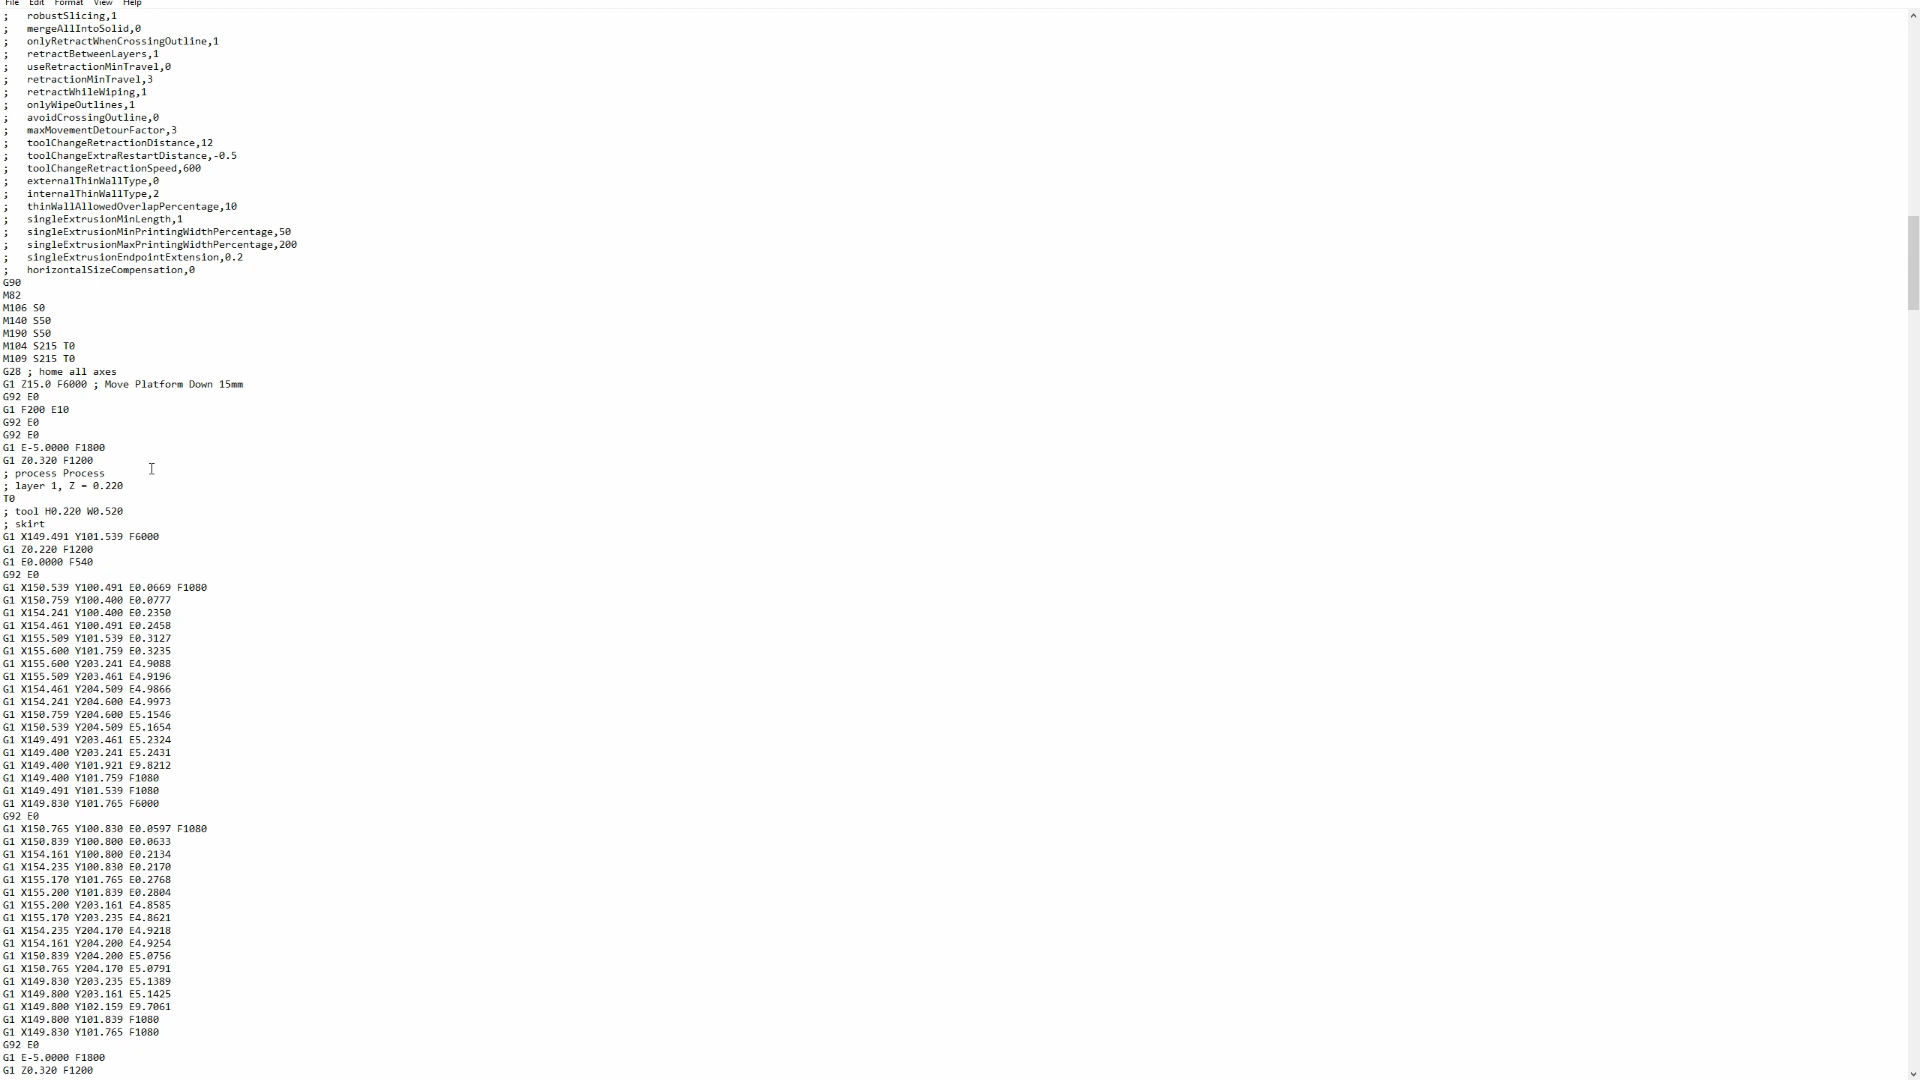 File Edit Format View Help
; robustSlicing,1
; mergeAllIntoSolid,0
; onlyRetractWhenCrossingOutline,1
; retractBetweenLayers,1
; useRetractionMinTravel,0
; retractionMinTravel,3
; retractWhileWiping,1
; onlyWipeOutlines,1
; avoidCrossingOutline,0
; maxMovementDetourFactor,3
; toolChangeRetractionDistance,12
; toolChangeExtraRestartDistance,-0.5
; toolChangeRetractionSpeed,600
; externalThinWallType,0
; internalThinWallType,2
; thinWallAllowedOverlapPercentage,10
; singleExtrusionMinLength,1
; singleExtrusionMinPrintingWidthPercentage,50
; singleExtrusionMaxPrintingWidthPercentage,200
; singleExtrusionEndpointExtension,0.2
; horizontalSizeCompensation,0
G90
M82
M106 S0
M140 S50
M190 S50
M104 S215 T0
M109 S215 T0
G28 ; home all axes
G1 Z15.0 F6000 ; Move Platform Down 15mm
G92 E0
G1 F200 E10
G92 E0
G92 E0
G1 E-5.0000 F1800
G1 Z0.320 F1200
; process Process
; layer 1, Z = 0.220
T0
; tool H0.220 W0.520
; skirt
G1 X149.491 Y101.539 F6000
G1 Z0.220 F1200
G1 E0.0000 F540
G92 E0
G1 X150.539 Y100.491 E0.0669 F1080
G1 X150.759 Y100.400 E0.0777
G1 X154.241 Y100.400 E0.2350
G1 X154.461 Y100.491 E0.2458
G1 X155.509 Y101.539 E0.3127
G1 X155.600 Y101.759 E0.3235
G1 X155.600 Y203.241 E4.9088
G1 X155.509 Y203.461 E4.9196
G1 X154.461 Y204.509 E4.9866
G1 X154.241 Y204.600 E4.9973
G1 X150.759 Y204.600 E5.1546
G1 X150.539 Y204.509 E5.1654
G1 X149.491 Y203.461 E5.2324
G1 X149.400 Y203.241 E5.2431
G1 X149.400 Y101.921 E9.8212
G1 X149.400 Y101.759 F1080
G1 X149.491 Y101.539 F1080
G1 X149.830 Y101.765 F6000
G92 E0
G1 X150.765 Y100.830 E0.0597 F1080
G1 X150.839 Y100.800 E0.0633
G1 X154.161 Y100.800 E0.2134
G1 X154.235 Y100.830 E0.2170
G1 X155.170 Y101.765 E0.2768
G1 X155.200 Y101.839 E0.2804
G1 X155.200 Y203.161 E4.8585
G1 X155.170 Y203.235 E4.8621
G1 X154.235 Y204.170 E4.9218
G1 X154.161 Y204.200 E4.9254
G1 X150.839 Y204.200 E5.0756
G1 X150.765 Y204.170 E5.0791
G1 X149.830 Y203.235 E5.1389
G1 X149.800 Y203.161 E5.1425
G1 X149.800 Y102.159 E9.7061
G1 X149.800 Y101.839 F1080
G1 X149.830 Y101.765 F1080
G92 E0
G1 E-5.0000 F1800
G1 Z0.320 F1200